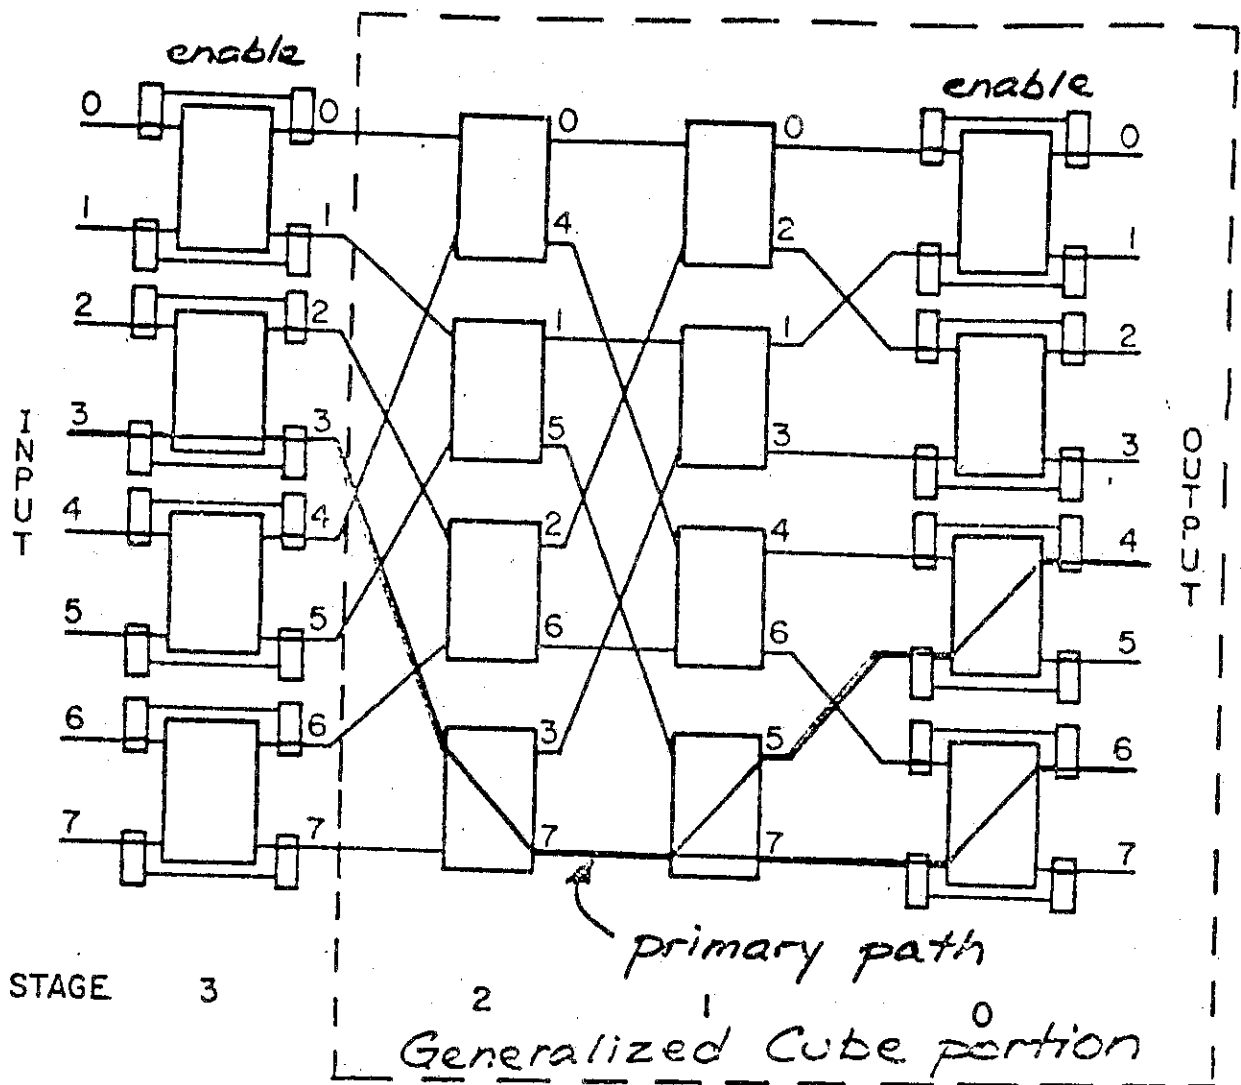 enable
enable
0 0 0 0 0
1 1 4 2 1
2 2 1 1 2
3 3 5 3 3
4 4 2 4 4
5 5 6 6 5
6 6 3 5 6
7 7 7 7 7
INPUT
OUTPUT
primary path
STAGE 3 2 1 0
Generalized Cube portion